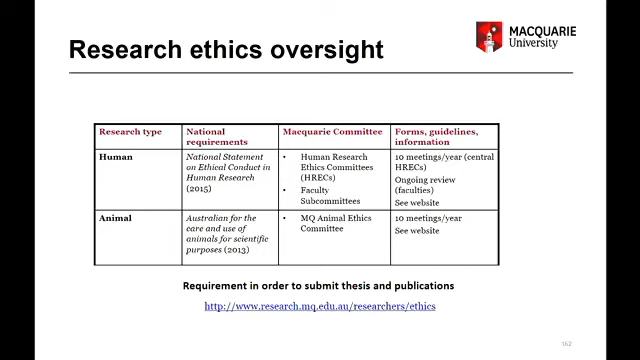 Research ethics oversight
MACQUARIE
University
Research type
National
requirements
Macquarie Committee
Forms, guidelines,
information
Human
National Statement
on Ethical Conduct in
Human Research
(2015)
• Human Research
Ethics Committees
(HRECs)
• Faculty
Subcommittees
10 meetings/year (central
HRECs)
Ongoing review
(faculties)
See website
Animal
Australian for the
care and use of
animals for scientific
purposes (2013)
• MQ Animal Ethics
Committee
10 meetings/year
See website
Requirement in order to submit thesis and publications
http://www.research.mq.edu.au/researchers/ethics
162